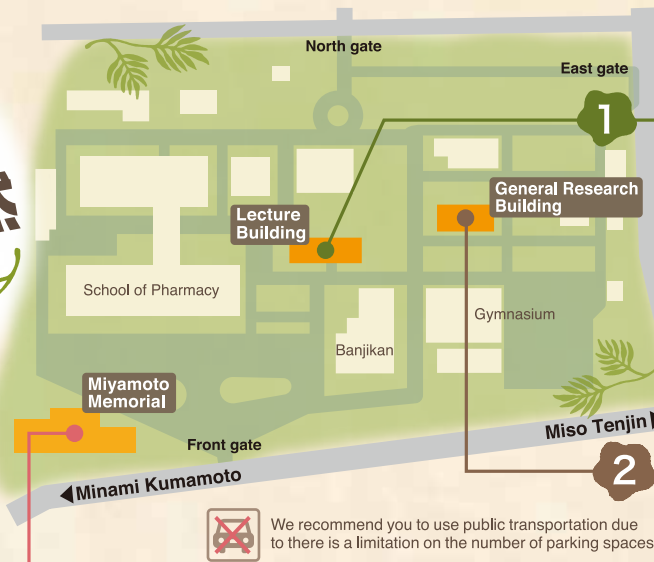 North gate
East gate
1
然
General Research
Building
Lecture
Building
School of Pharmacy
Gymnasium
Banjikan
Miyamoto
Memorial
Miso Tenjin
Front gate
2
Minami Kumamoto
We recommend you to use public transportation due
to there is a limitation on the number of parking spaces